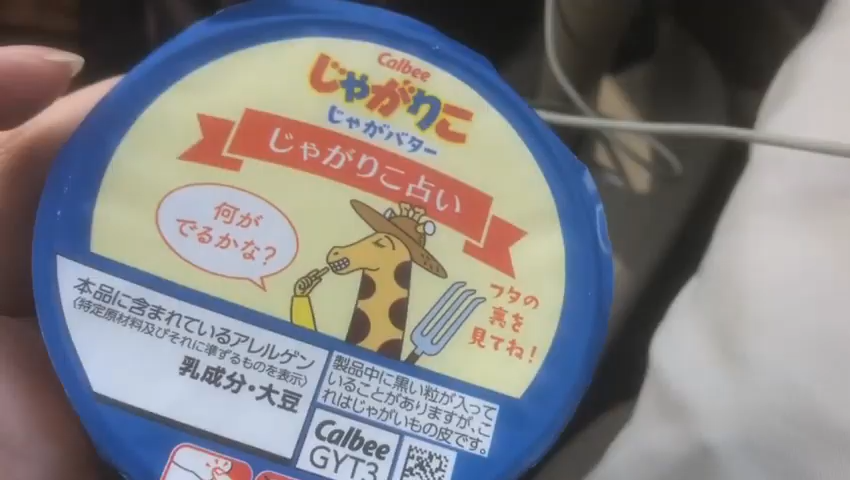 Calbee
じゃがりこ
じゃがバター
じゃがりこ占い
何が
でるかな?
フタの
裏を
見てね!
本品に含まれているアレルゲン
(特定原材料及びそれに準ずるものを表示)
乳成分・大豆
製品中に黒い粒が入って
いることがありますが、こ
れはじゃがいもの皮です。
Calbee
GYT3